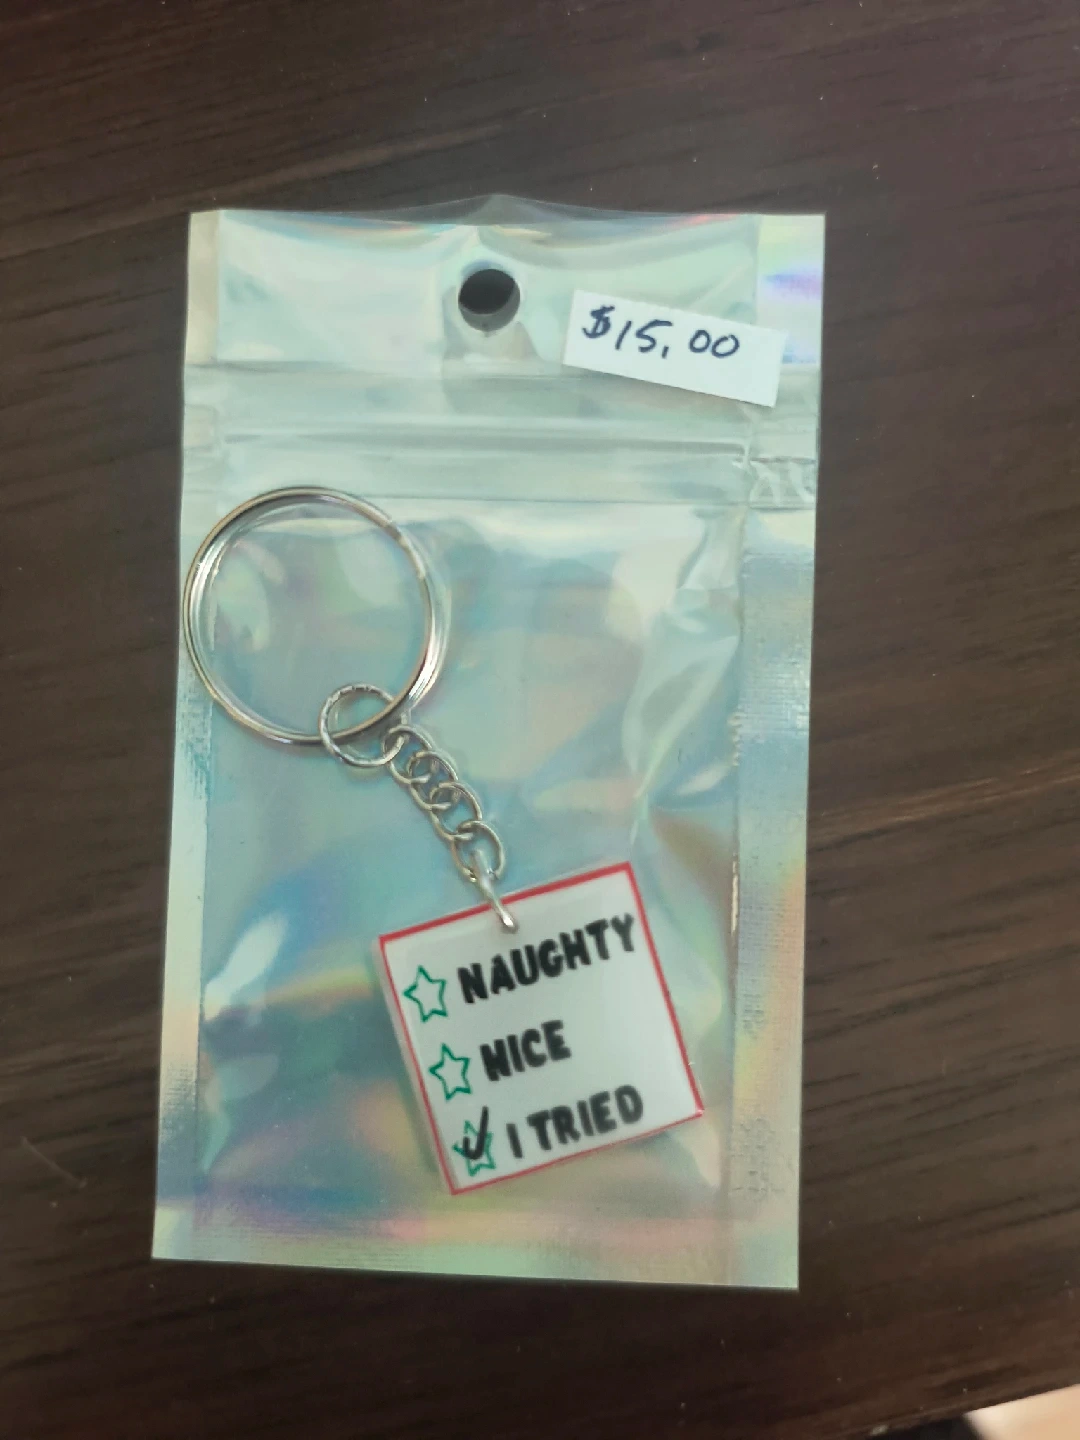 $15.00
NAUGHTY
NICE
I TRIED